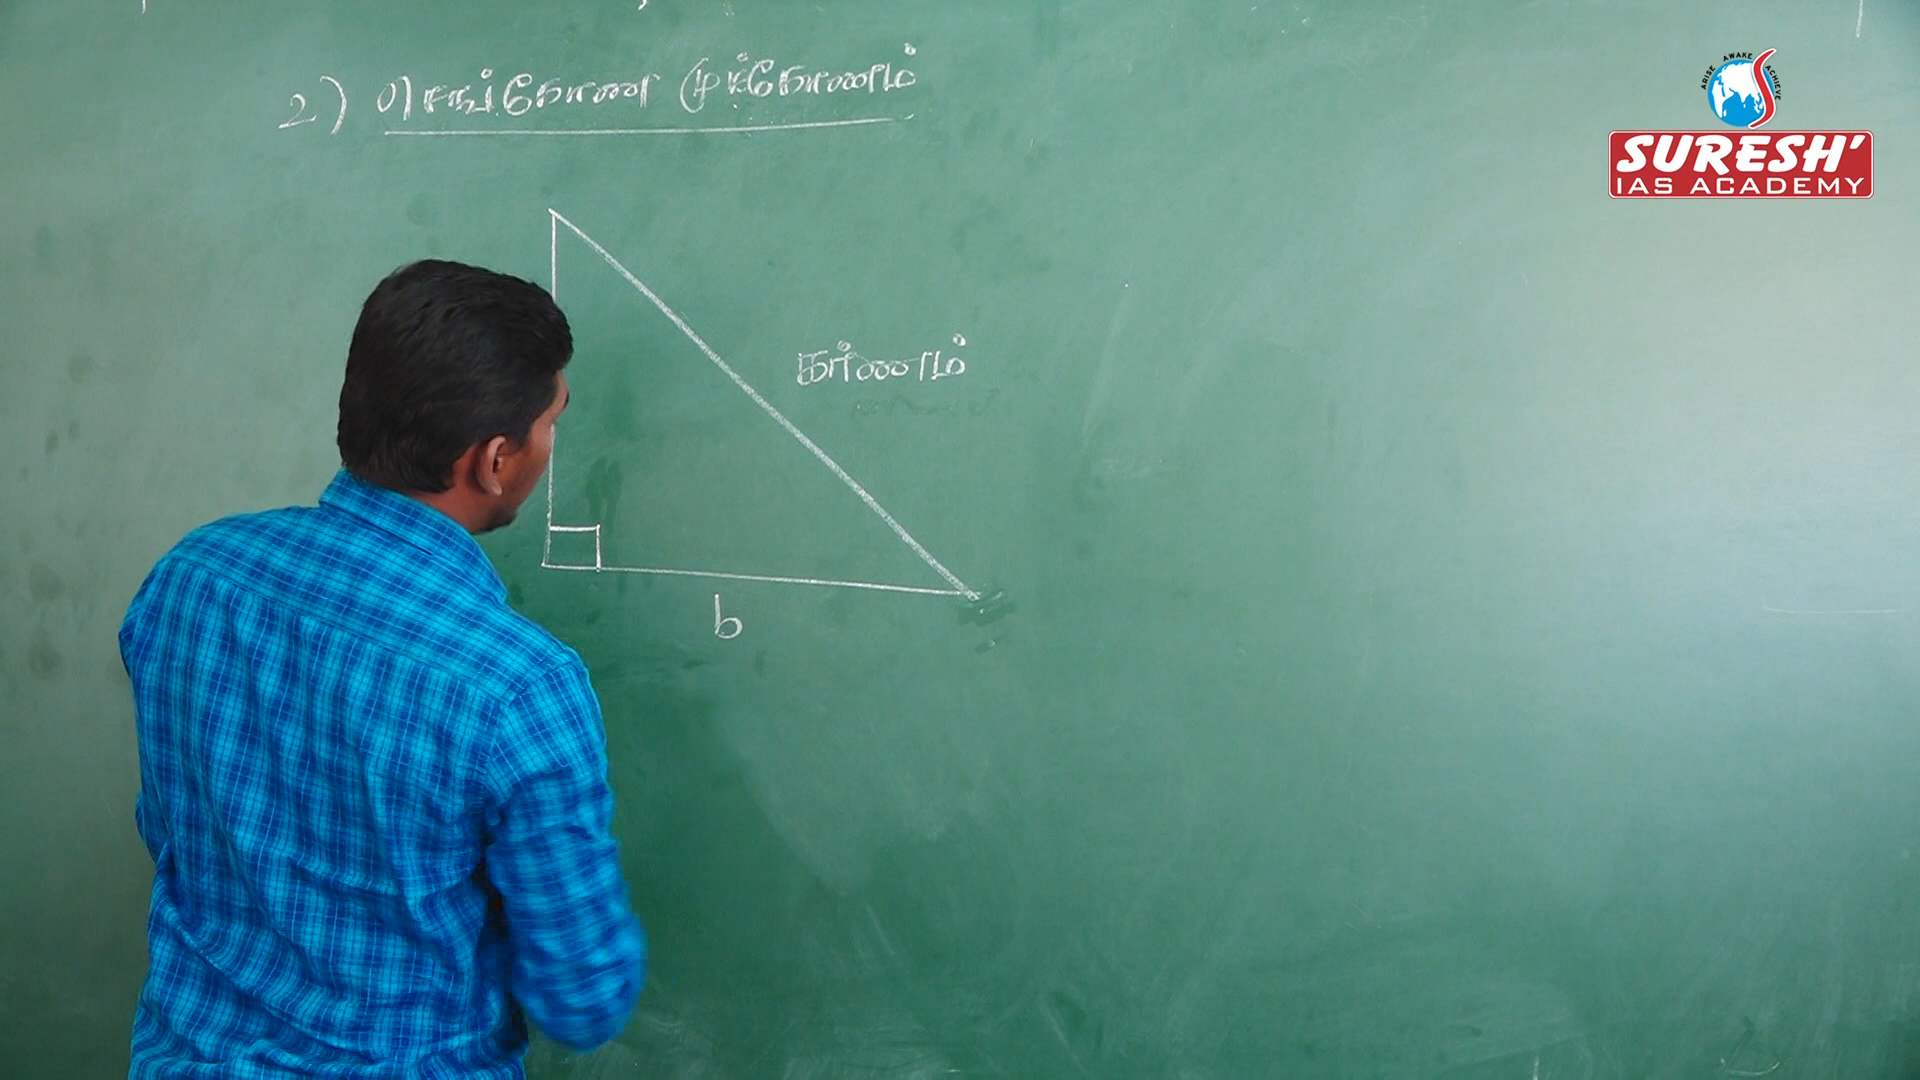 2) செங்கோண முக்கோணம்
கர்ணம்
b
ARISE AWAKE ACHIEVE
SURESH'
IAS ACADEMY